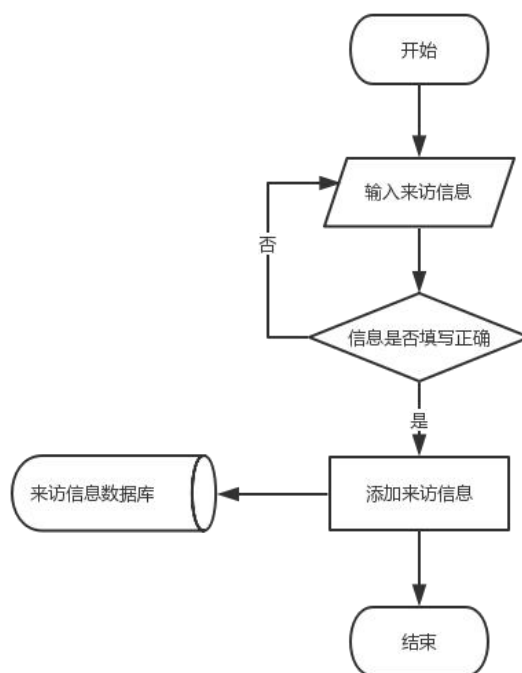 开始
输入来访信息
否
信息是否填写正确
是
来访信息数据库
添加来访信息
结束